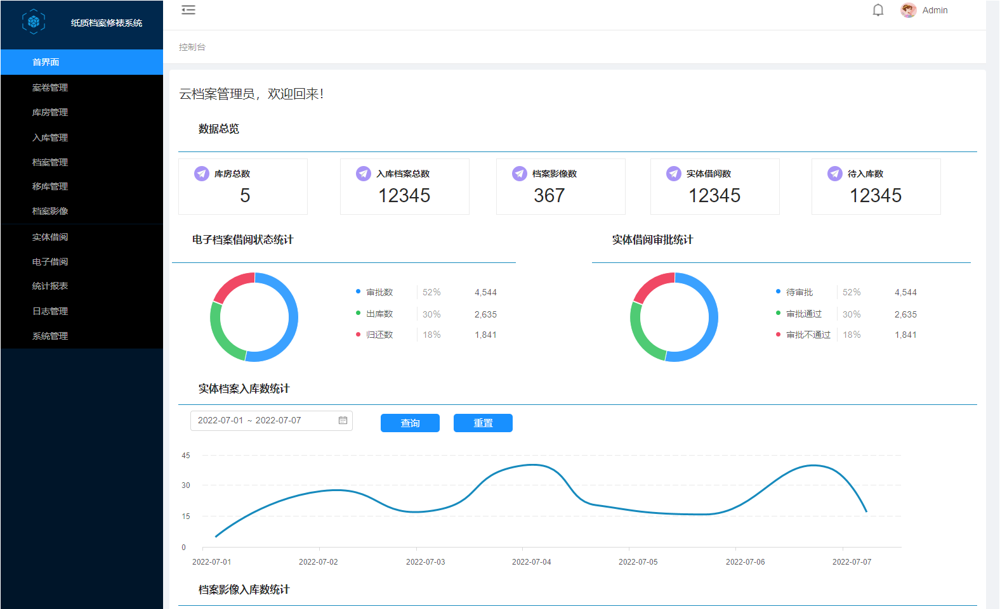 纸质档案修裱系统
首界面
案卷管理
库房管理
入库管理
档案管理
移库管理
档案影像
实体借阅
电子借阅
统计报表
日志管理
系统管理
Admin
控制台
云档案管理员，欢迎回来！
数据总览
库房总数
5
入库档案总数
12345
档案影像数
367
实体借阅数
12345
待入库数
12345
电子档案借阅状态统计
审批数 52% 4,544
出库数 30% 2,635
归还数 18% 1,841
实体借阅审批统计
待审批 52% 4,544
审批通过 30% 2,635
审批不通过 18% 1,841
实体档案入库数统计
2022-07-01 ~ 2022-07-07
查询
重置
45
30
15
0
2022-07-01 2022-07-02 2022-07-03 2022-07-04 2022-07-05 2022-07-06 2022-07-07
档案影像入库数统计